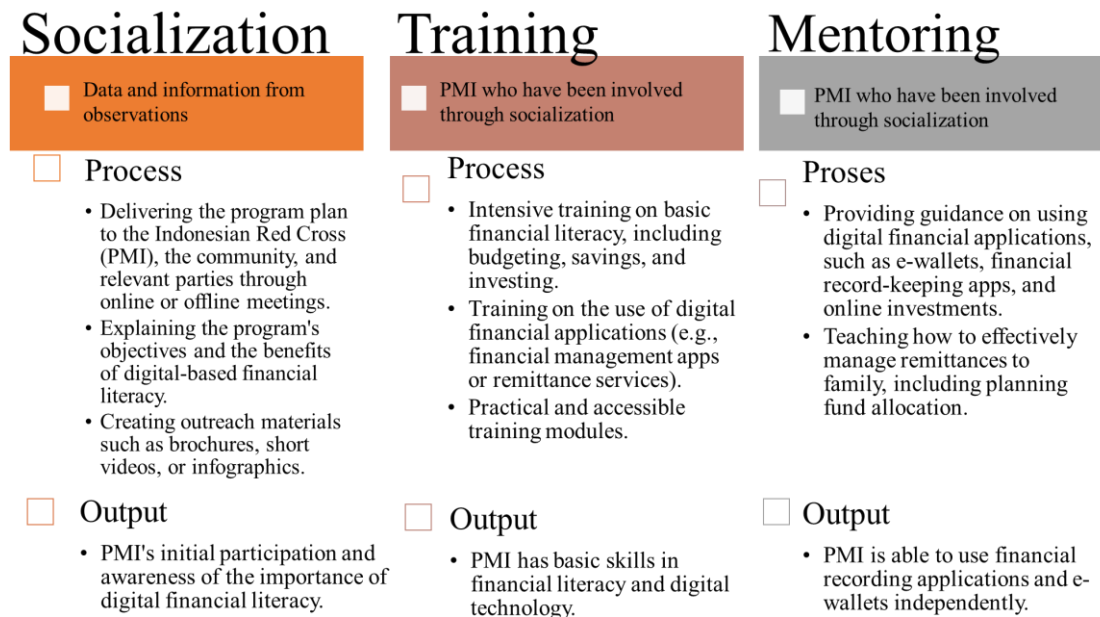 Socialization
Data and information from
observations
Process
• Delivering the program plan
to the Indonesian Red Cross
(PMI), the community, and
relevant parties through
online or offline meetings.
• Explaining the program's
objectives and the benefits
of digital-based financial
literacy.
• Creating outreach materials
such as brochures, short
videos, or infographics.
Output
• PMI's initial participation and
awareness of the importance of
digital financial literacy.
Training
PMI who have been involved
through socialization
Process
• Intensive training on basic
financial literacy, including
budgeting, savings, and
investing.
• Training on the use of digital
financial applications (e.g.,
financial management apps
or remittance services).
• Practical and accessible
training modules.
Output
• PMI has basic skills in
financial literacy and digital
technology.
Mentoring
PMI who have been involved
through socialization
Proses
• Providing guidance on using
digital financial applications,
such as e-wallets, financial
record-keeping apps, and
online investments.
• Teaching how to effectively
manage remittances to
family, including planning
fund allocation.
Output
• PMI is able to use financial
recording applications and e-
wallets independently.